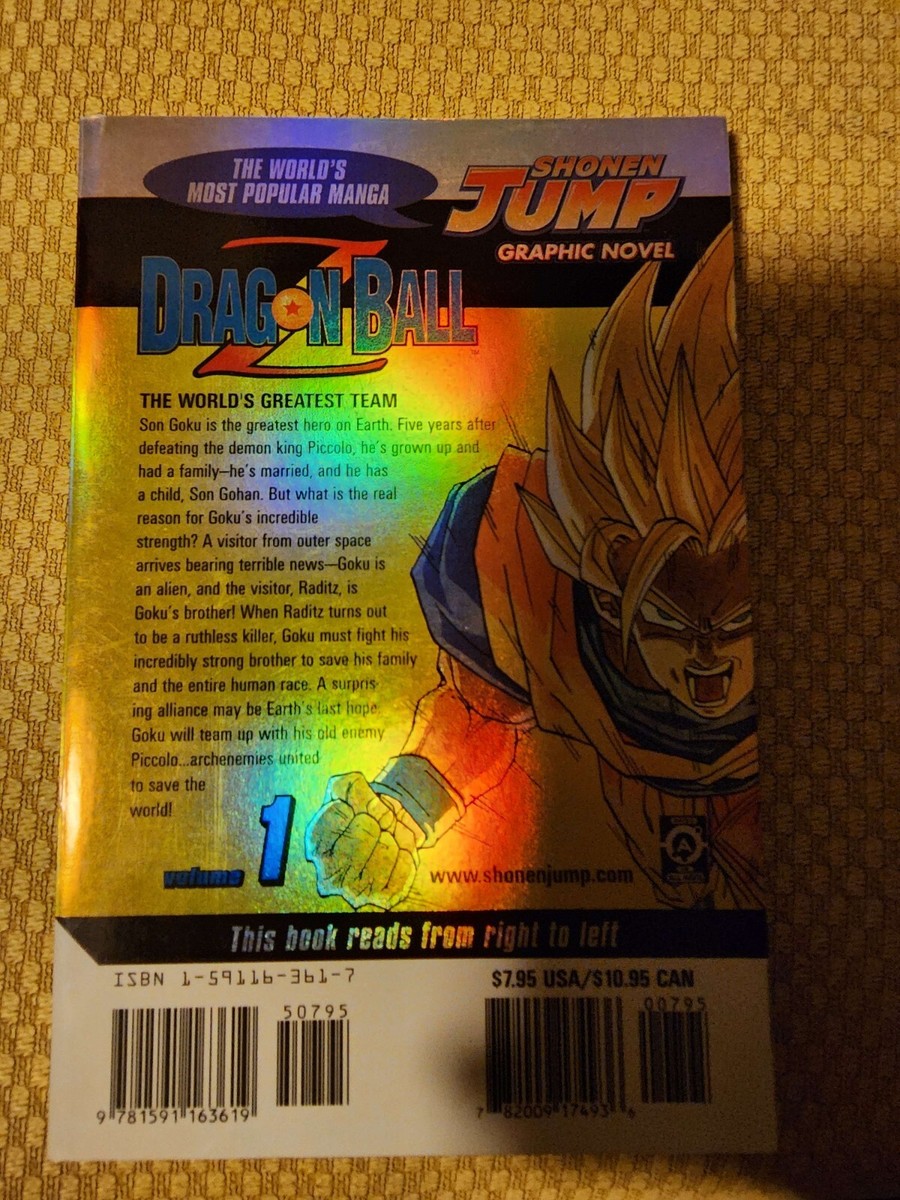 THE WORLD'S
MOST POPULAR MANGA
SHONEN
JUMP
GRAPHIC NOVEL
DRAGON BALL Z
THE WORLD'S GREATEST TEAM
Son Goku is the greatest hero on Earth. Five years after
defeating the demon king Piccolo, he's grown up and
had a family—he's married, and he has
a child, Son Gohan. But what is the real
reason for Goku's incredible
strength? A visitor from outer space
arrives bearing terrible news—Goku is
an alien, and the visitor, Raditz, is
Goku's brother! When Raditz turns out
to be a ruthless killer, Goku must fight his
incredibly strong brother to save his family
and the entire human race. A surpris-
ing alliance may be Earth's last hope.
Goku will team up with his old enemy
Piccolo...archenemies united
to save the
world!
volume 1
www.shonenjump.com
A
This book reads from right to left
ISBN 1-59116-361-7
$7.95 USA/$10.95 CAN
50795
00795
9 781591 163619
7 82009 17493 6